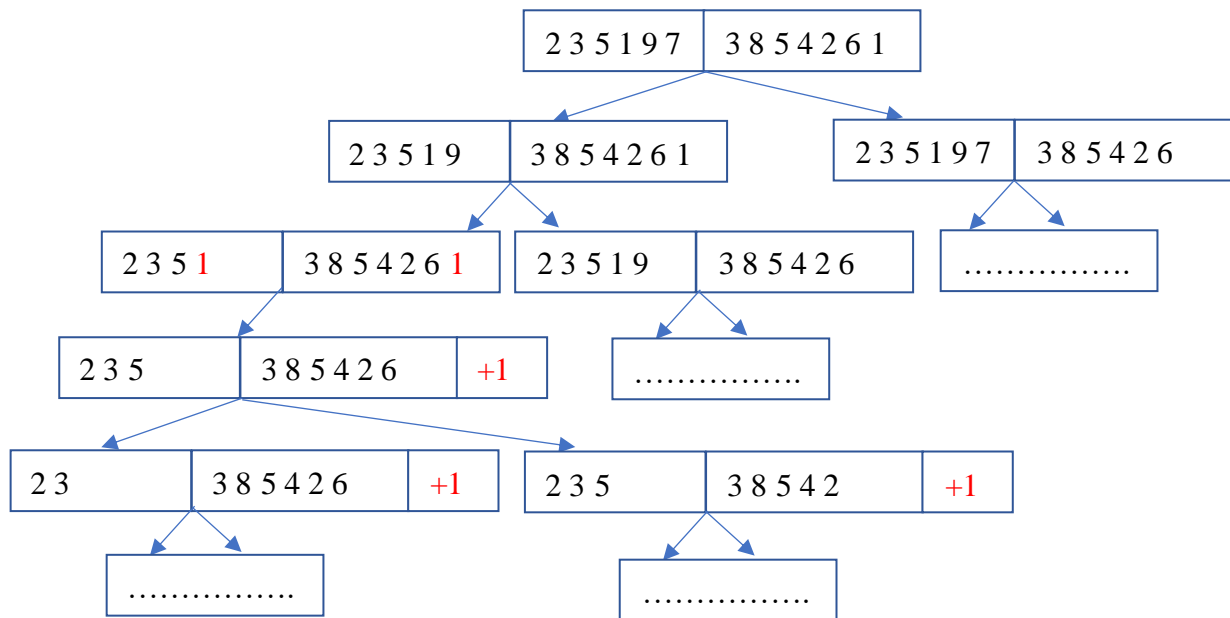 2 3 5 1 9 7 3 8 5 4 2 6 1
2 3 5 1 9 3 8 5 4 2 6 1 2 3 5 1 9 7 3 8 5 4 2 6
2 3 5 1 3 8 5 4 2 6 1 2 3 5 1 9 3 8 5 4 2 6 ................
2 3 5 3 8 5 4 2 6 +1 ................
2 3 3 8 5 4 2 6 +1 2 3 5 3 8 5 4 2 +1
................ ................